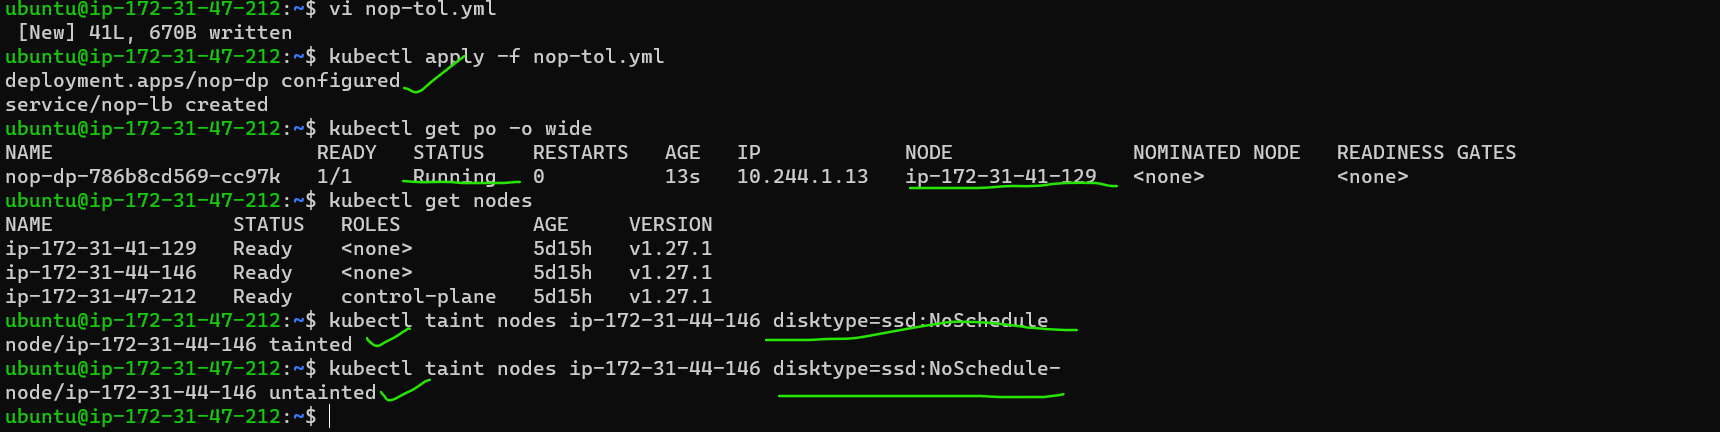 ubuntu@ip-172-31-47-212:~$ vi nop-tol.yml
[New] 41L, 670B written
ubuntu@ip-172-31-47-212:~$ kubectl apply -f nop-tol.yml
deployment.apps/nop-dp configured
service/nop-lb created
ubuntu@ip-172-31-47-212:~$ kubectl get po -o wide
NAME READY STATUS RESTARTS AGE IP NODE NOMINATED NODE READINESS GATES
nop-dp-786b8cd569-cc97k 1/1 Running 0 13s 10.244.1.13 ip-172-31-41-129 <none> <none>
ubuntu@ip-172-31-47-212:~$ kubectl get nodes
NAME STATUS ROLES AGE VERSION
ip-172-31-41-129 Ready <none> 5d15h v1.27.1
ip-172-31-44-146 Ready <none> 5d15h v1.27.1
ip-172-31-47-212 Ready control-plane 5d15h v1.27.1
ubuntu@ip-172-31-47-212:~$ kubectl taint nodes ip-172-31-44-146 disktype=ssd:NoSchedule
node/ip-172-31-44-146 tainted
ubuntu@ip-172-31-47-212:~$ kubectl taint nodes ip-172-31-44-146 disktype=ssd:NoSchedule-
node/ip-172-31-44-146 untainted
ubuntu@ip-172-31-47-212:~$